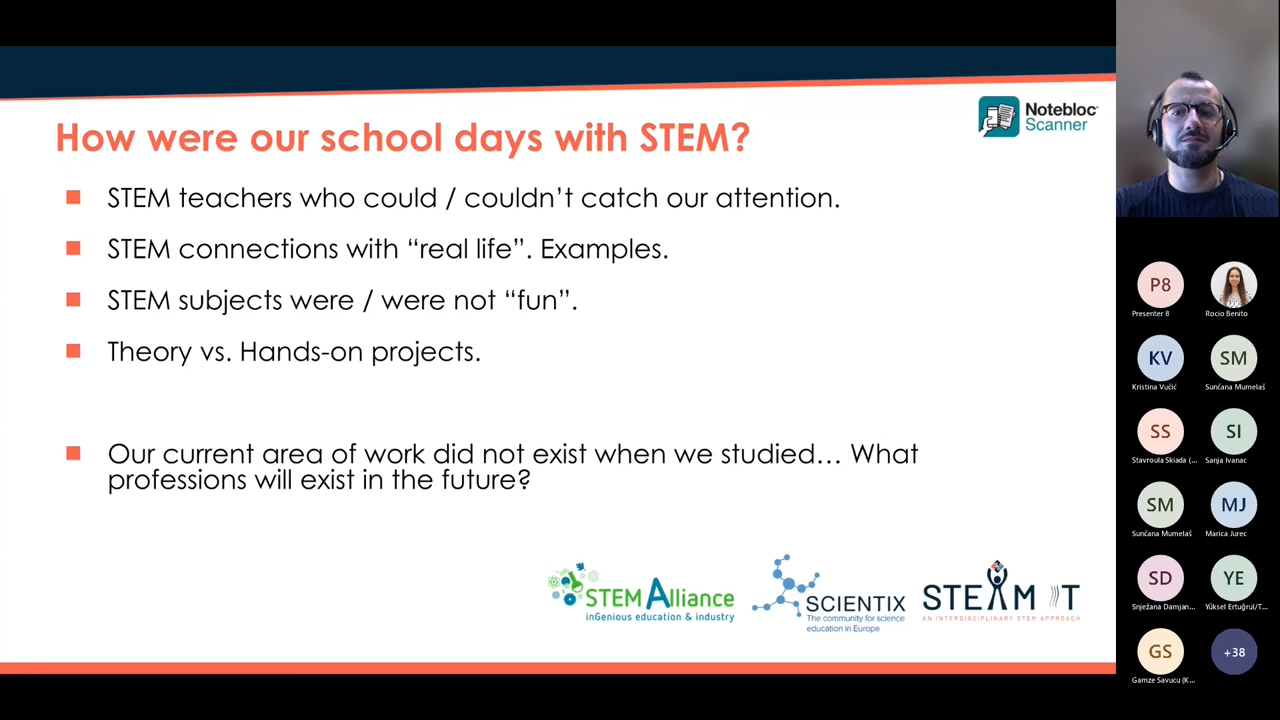 Notebloc
Scanner
How were our school days with STEM?
STEM teachers who could / couldn't catch our attention.
STEM connections with “real life”. Examples.
STEM subjects were / were not “fun”.
Theory vs. Hands-on projects.
Our current area of work did not exist when we studied... What
professions will exist in the future?
STEM Alliance
inGenious education & industry
SCIENTIX
The community for science
education in Europe
STEAM IT
AN INTERDISCIPLINARY STEM APPROACH
P8
Presenter 8
Rocio Benito
KV
Kristina Vučić
SM
Sunčana Mumelaš
SS
Stavroula Skiada (...
SI
Sanja Ivanac
SM
Sunčana Mumelaš
MJ
Marica Jurec
SD
Snježana Damjan...
YE
Yüksel Ertuğrul/T...
GS
Gamze Savucu (K...
+38